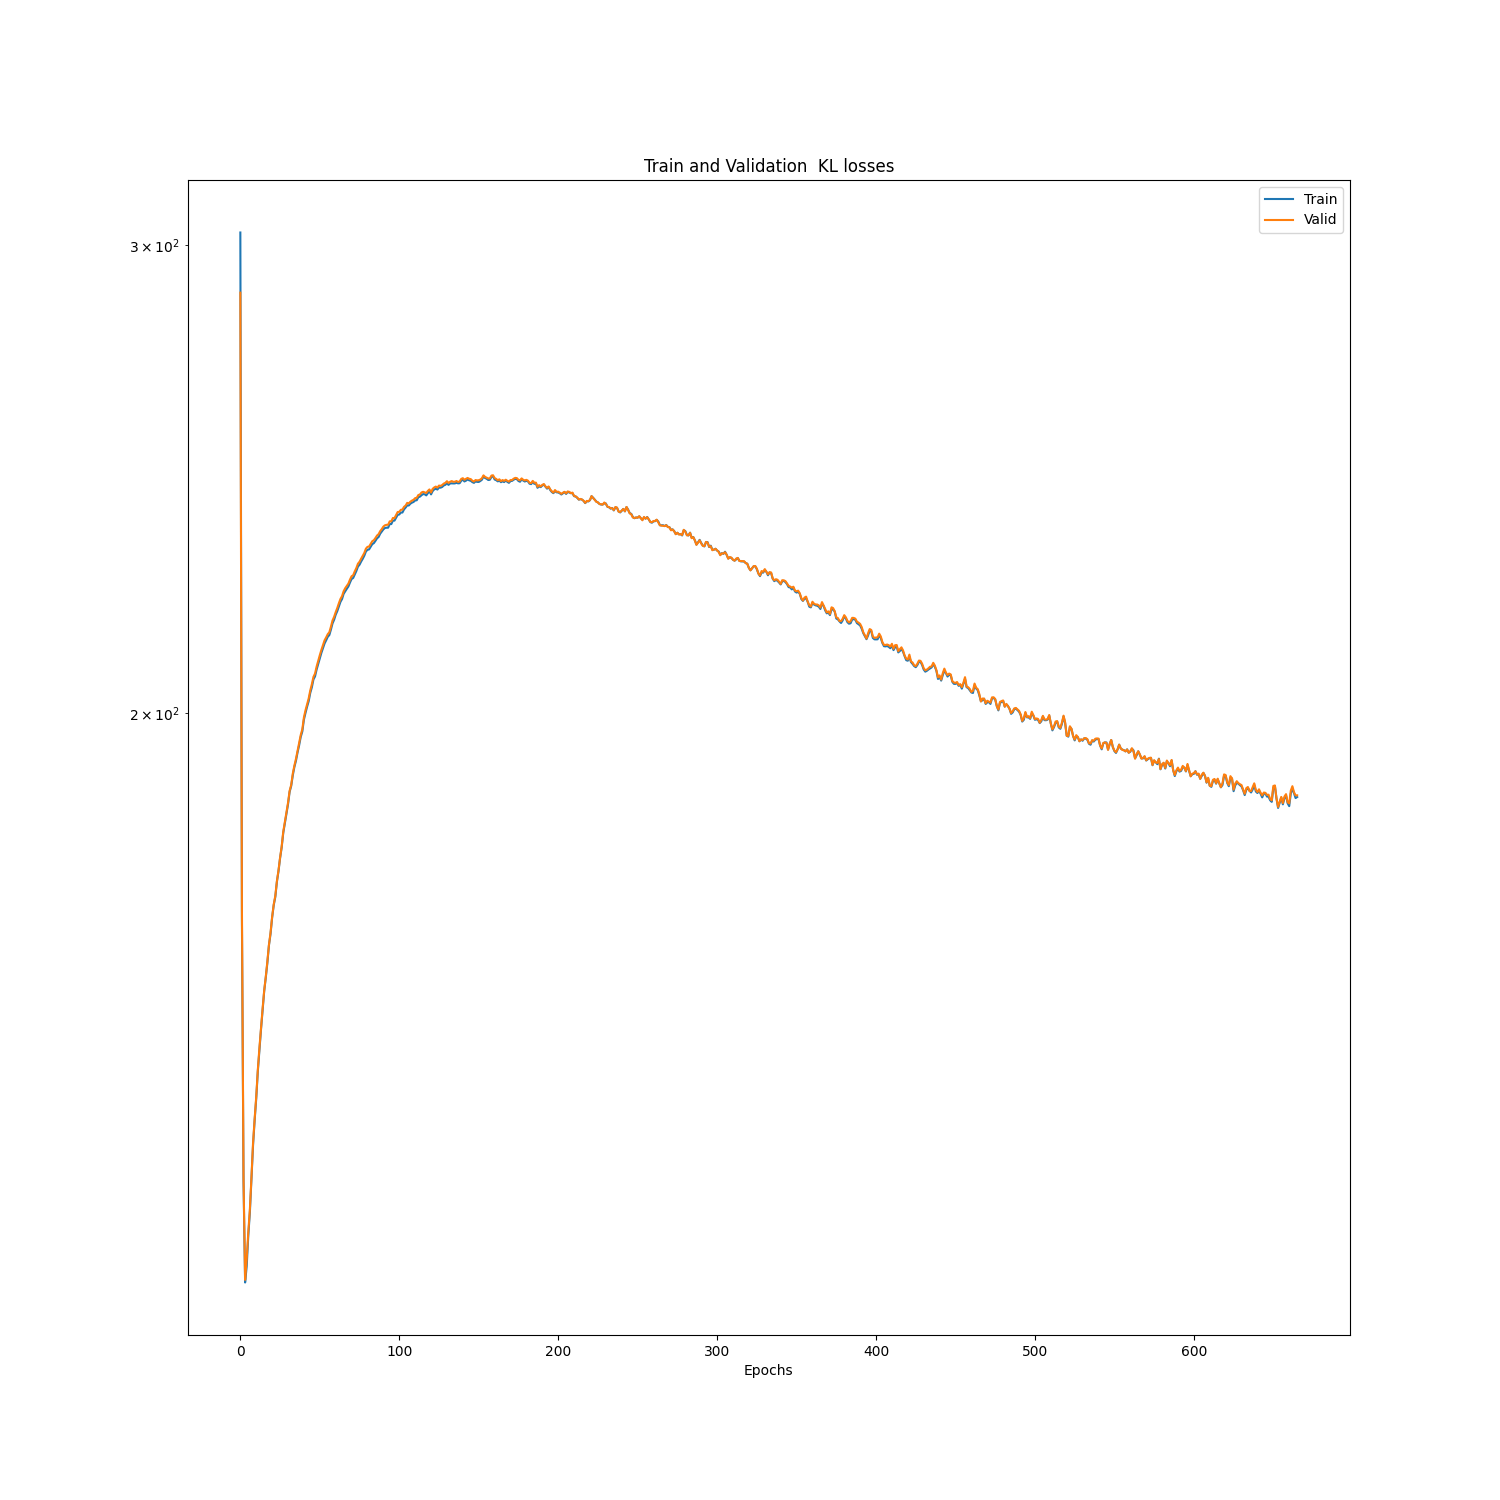 Train and Validation  KL losses
Train
Valid
3 × 10²
2 × 10²
0 100 200 300 400 500 600
Epochs